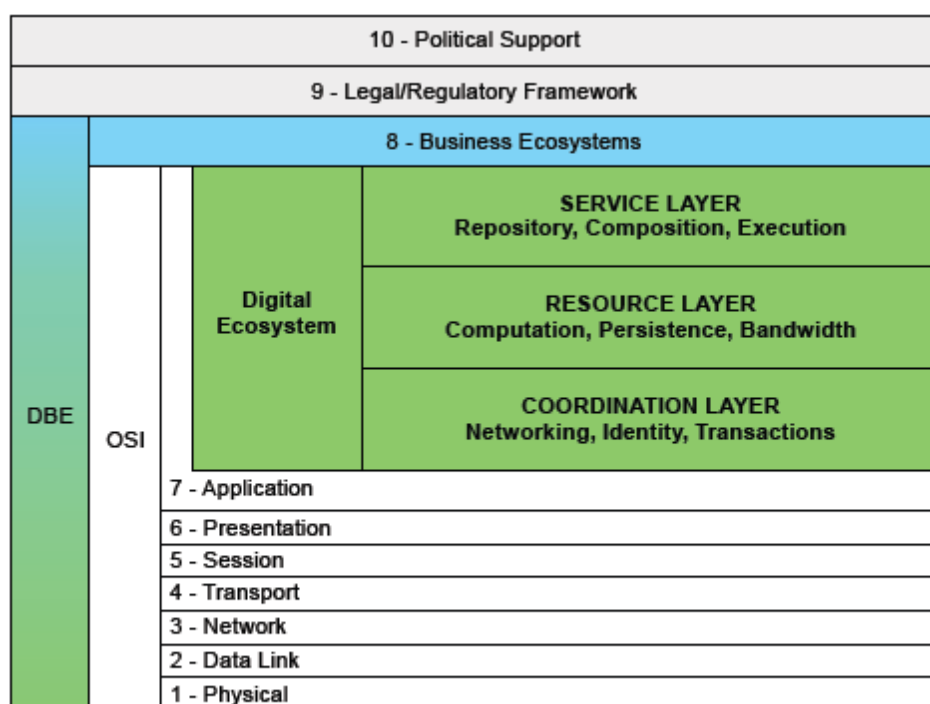 10 - Political Support
9 - Legal/Regulatory Framework
8 - Business Ecosystems
DBE
OSI
Digital
Ecosystem
SERVICE LAYER
Repository, Composition, Execution
RESOURCE LAYER
Computation, Persistence, Bandwidth
COORDINATION LAYER
Networking, Identity, Transactions
7 - Application
6 - Presentation
5 - Session
4 - Transport
3 - Network
2 - Data Link
1 - Physical